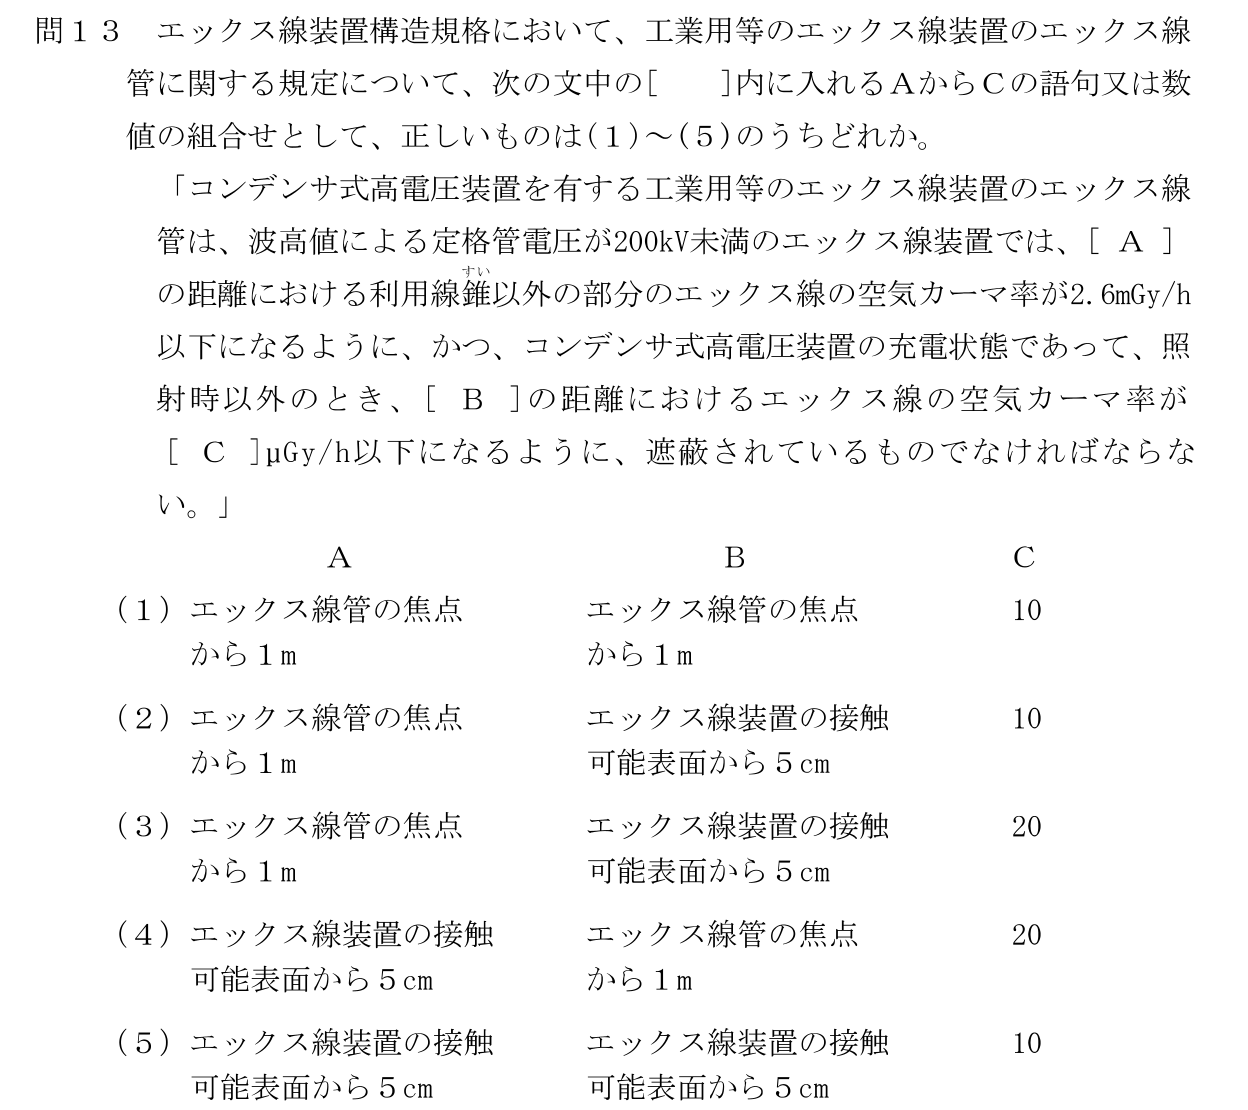 問１３　エックス線装置構造規格において、工業用等のエックス線装置のエックス線
管に関する規定について、次の文中の[　　]内に入れるＡからＣの語句又は数
値の組合せとして、正しいものは(１)～(５)のうちどれか。
「コンデンサ式高電圧装置を有する工業用等のエックス線装置のエックス線
管は、波高値による定格管電圧が200kV未満のエックス線装置では、[　Ａ　]
すい
の距離における利用線錐以外の部分のエックス線の空気カーマ率が2.6mGy/h
以下になるように、かつ、コンデンサ式高電圧装置の充電状態であって、照
射時以外のとき、[　Ｂ　]の距離におけるエックス線の空気カーマ率が
[　Ｃ　]µGy/h以下になるように、遮蔽されているものでなければならな
い。」
Ａ　Ｂ　Ｃ
(１) エックス線管の焦点　エックス線管の焦点　10
から１m　から１m
(２) エックス線管の焦点　エックス線装置の接触　10
から１m　可能表面から５cm
(３) エックス線管の焦点　エックス線装置の接触　20
から１m　可能表面から５cm
(４) エックス線装置の接触　エックス線管の焦点　20
可能表面から５cm　から１m
(５) エックス線装置の接触　エックス線装置の接触　10
可能表面から５cm　可能表面から５cm